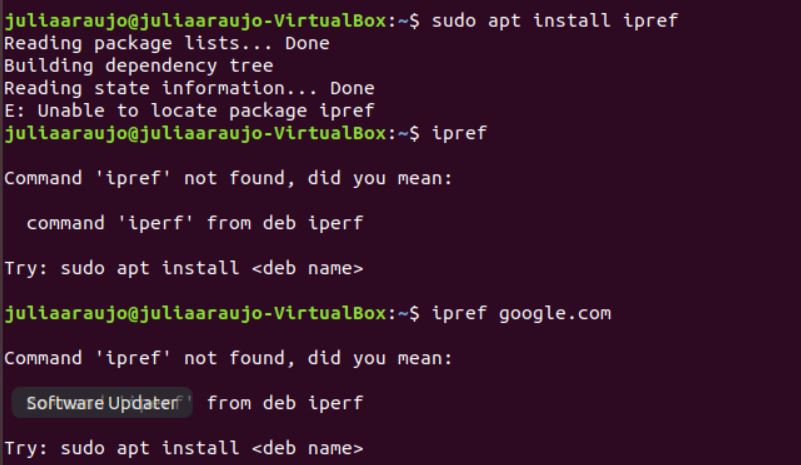 juliaaraujo@juliaaraujo-VirtualBox:~$ sudo apt install ipref
Reading package lists... Done
Building dependency tree
Reading state information... Done
E: Unable to locate package ipref
juliaaraujo@juliaaraujo-VirtualBox:~$ ipref
Command 'ipref' not found, did you mean:
command 'iperf' from deb iperf
Try: sudo apt install <deb name>
juliaaraujo@juliaaraujo-VirtualBox:~$ ipref google.com
Command 'ipref' not found, did you mean:
Software Updater from deb iperf
Try: sudo apt install <deb name>